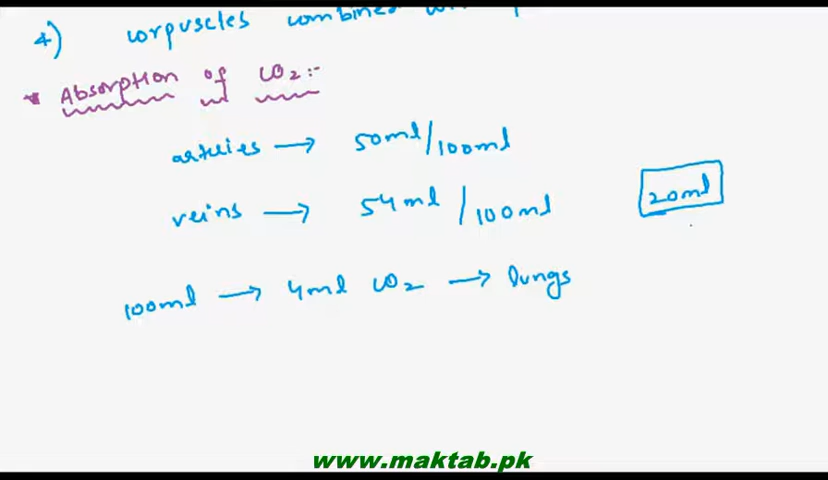 4) corpuscles combined
* Absorption of CO2:-
arteries → 50ml/100ml
veins → 54ml/100ml
20ml
100ml → 4ml CO2 → lungs
www.maktab.pk